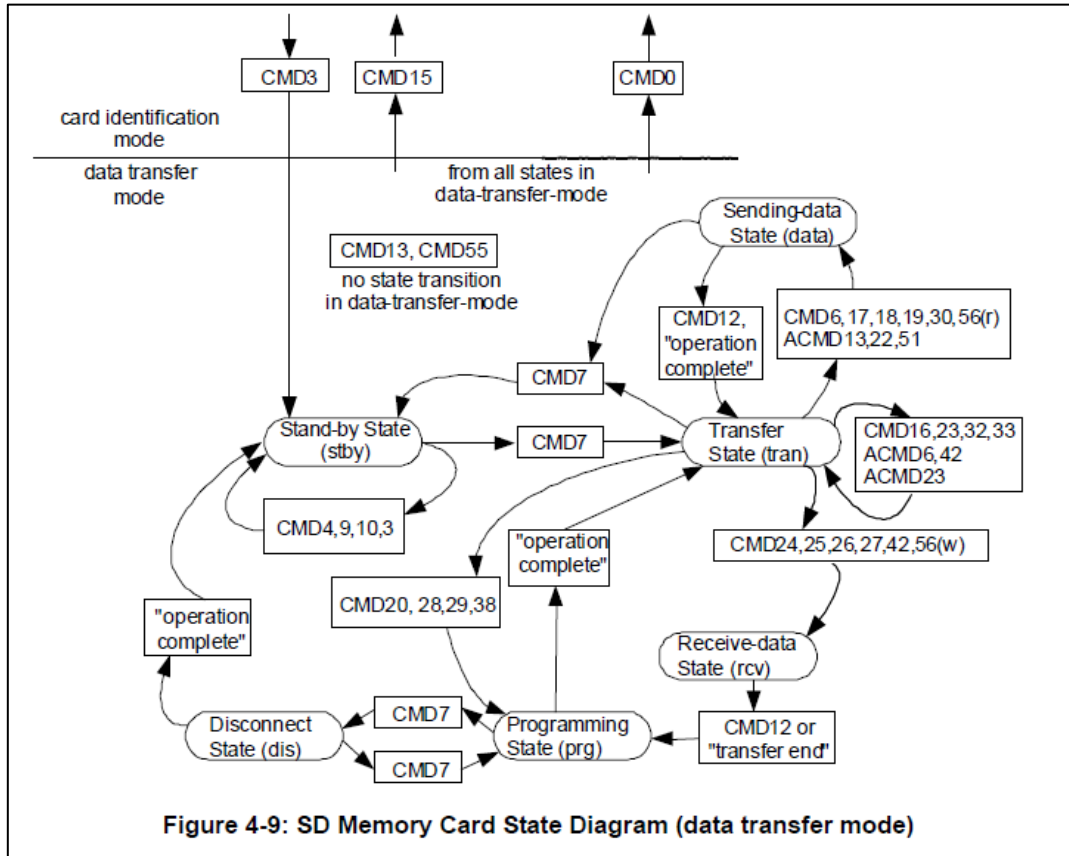 CMD3
CMD15
CMD0
card identification
mode
data transfer
mode
from all states in
data-transfer-mode
Sending-data
State (data)
CMD13, CMD55
no state transition
in data-transfer-mode
CMD12,
"operation
complete"
CMD6,17,18,19,30,56(r)
ACMD13,22,51
CMD7
Stand-by State
(stby)
CMD7
Transfer
State (tran)
CMD16,23,32,33
ACMD6,42
ACMD23
CMD4,9,10,3
"operation
complete"
CMD24,25,26,27,42,56(w)
CMD20, 28,29,38
"operation
complete"
Receive-data
State (rcv)
Disconnect
State (dis)
CMD7
CMD7
Programming
State (prg)
CMD12 or
"transfer end"
Figure 4-9: SD Memory Card State Diagram (data transfer mode)